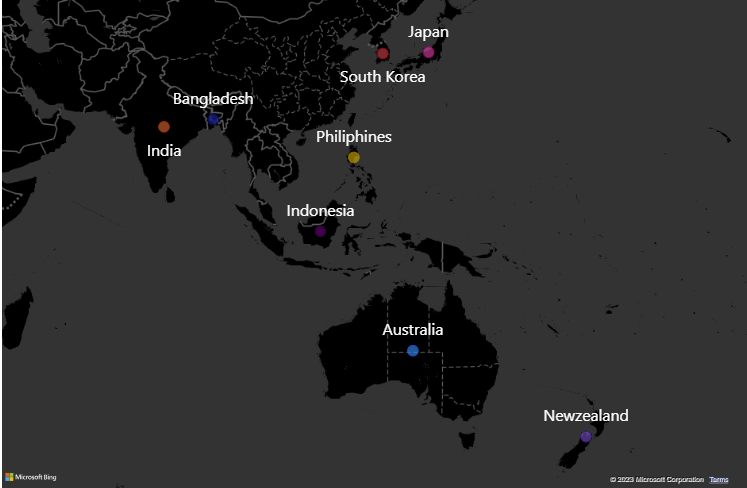 Japan
South Korea
Bangladesh
India
Philiphines
Indonesia
Australia
Newzealand
Microsoft Bing
© 2023 Microsoft Corporation Terms